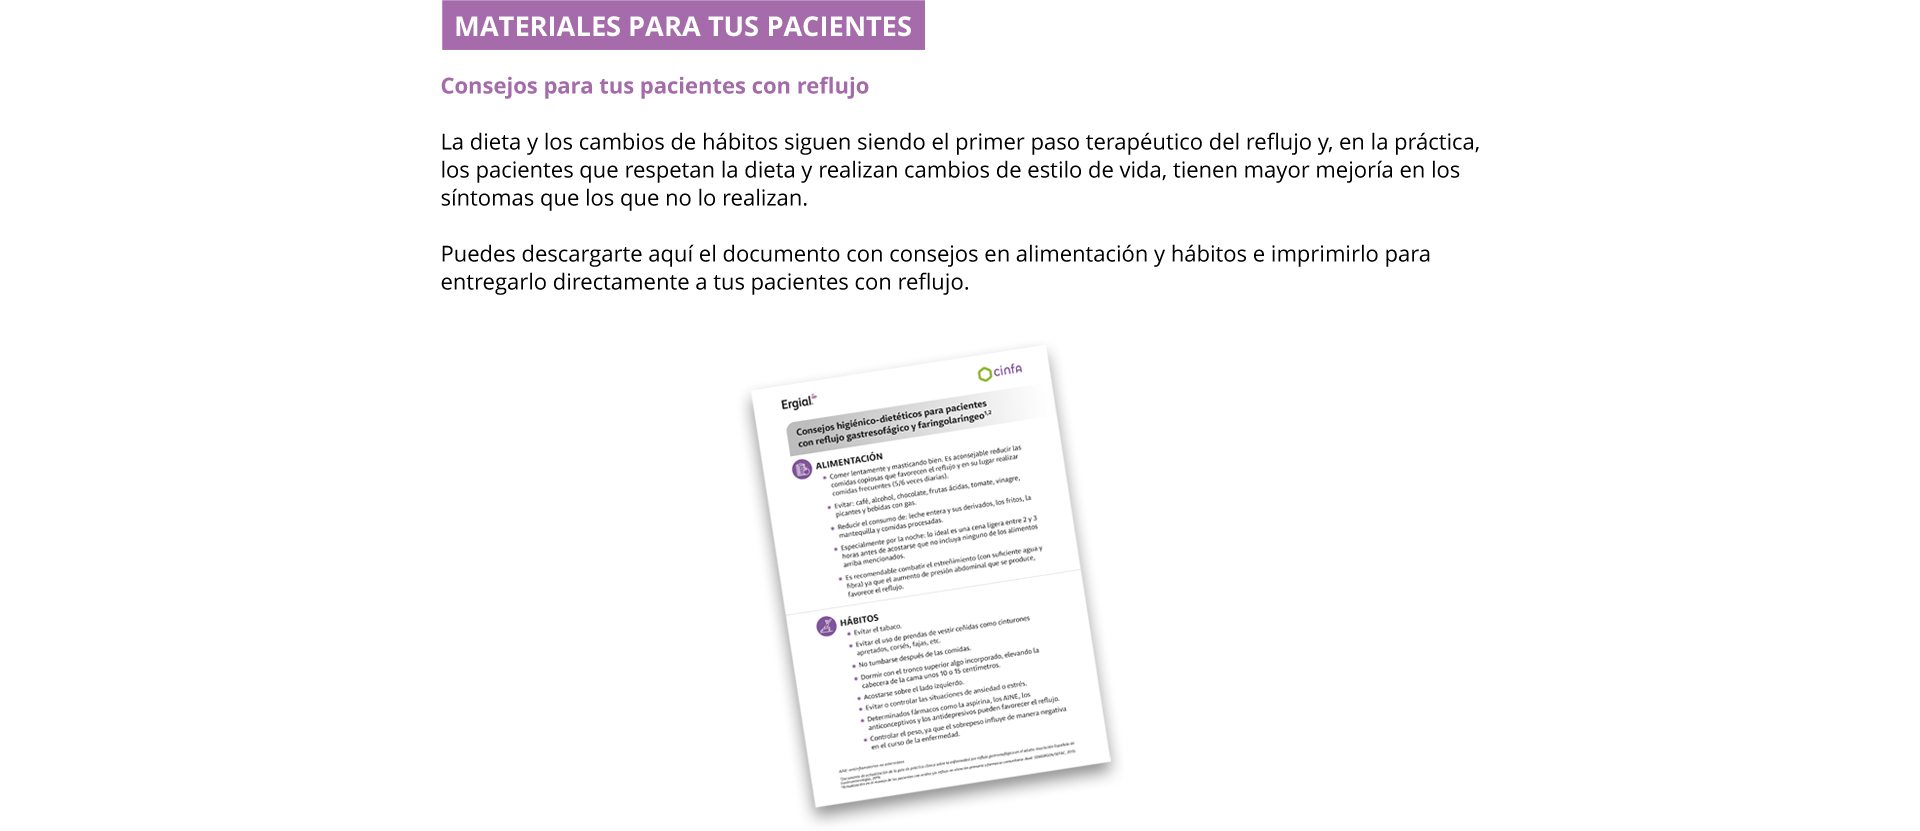 MATERIALES PARA TUS PACIENTES
Consejos para tus pacientes con reflujo
La dieta y los cambios de hábitos siguen siendo el primer paso terapéutico del reflujo y, en la práctica,
los pacientes que respetan la dieta y realizan cambios de estilo de vida, tienen mayor mejoría en los
síntomas que los que no lo realizan.
Puedes descargarte aquí el documento con consejos en alimentación y hábitos e imprimirlo para
entregarlo directamente a tus pacientes con reflujo.
Ergial
cinfa
Consejos higiénico-dietéticos para pacientes
con reflujo gastresofágico y faringolaríngeo1,2
ALIMENTACIÓN
• Comer lentamente y masticando bien. Es aconsejable reducir las
comidas copiosas que favorecen el reflujo y en su lugar realizar
comidas frecuentes (5/6 veces diarias).
• Evitar: café, alcohol, chocolate, frutas ácidas, tomate, vinagre,
picantes y bebidas con gas.
• Reducir el consumo de: leche entera y sus derivados, los fritos, la
mantequilla y comidas procesadas.
• Especialmente por la noche: lo ideal es una cena ligera entre 2 y 3
horas antes de acostarse que no incluya ninguno de los alimentos
arriba mencionados.
• Es recomendable combatir el estreñimiento (con suficiente agua y
fibra) ya que el aumento de presión abdominal que se produce,
favorece el reflujo.
HÁBITOS
• Evitar el tabaco.
• Evitar el uso de prendas de vestir ceñidas como cinturones
apretados, corsés, fajas, etc.
• No tumbarse después de las comidas.
• Dormir con el tronco superior algo incorporado, elevando la
cabecera de la cama unos 10 o 15 centímetros.
• Acostarse sobre el lado izquierdo.
• Evitar o controlar las situaciones de ansiedad o estrés.
• Determinados fármacos como la aspirina, los AINE, los
anticonceptivos y los antidepresivos pueden favorecer el reflujo.
• Controlar el peso, ya que el sobrepeso influye de manera negativa
en el curso de la enfermedad.